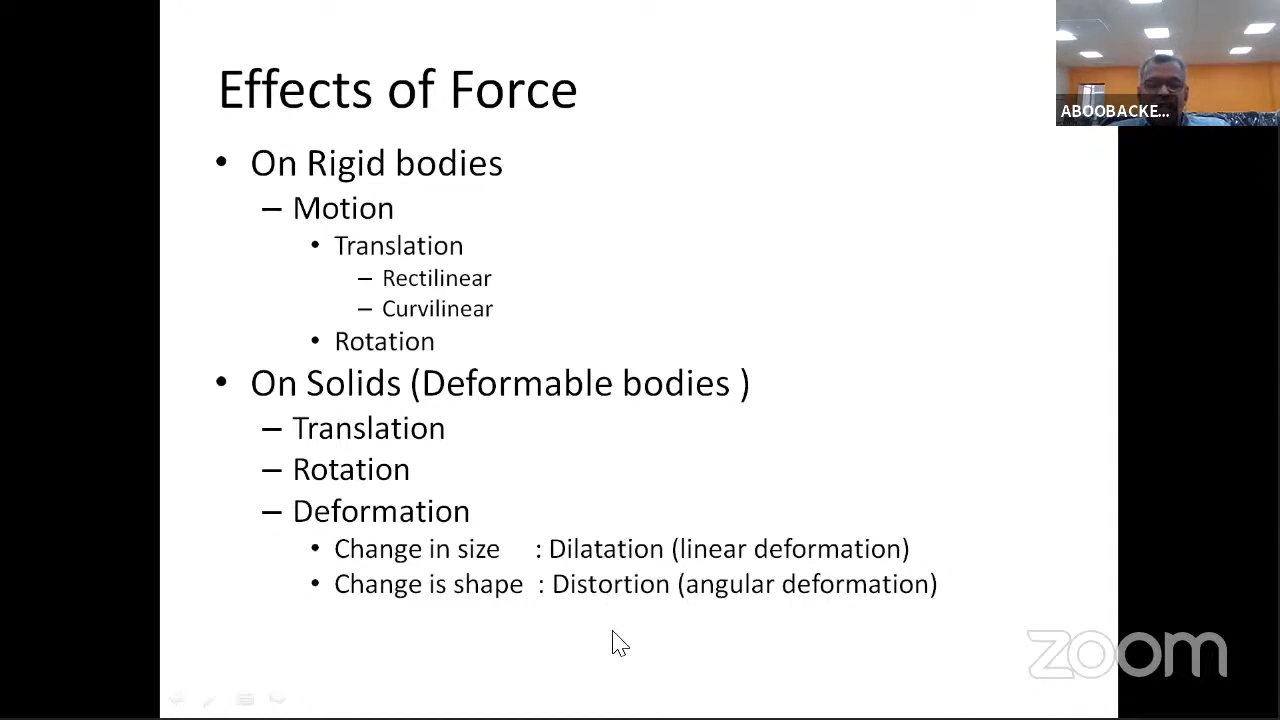 Effects of Force
ABOOBACKE...
• On Rigid bodies
– Motion
• Translation
– Rectilinear
– Curvilinear
• Rotation
• On Solids (Deformable bodies )
– Translation
– Rotation
– Deformation
• Change in size : Dilatation (linear deformation)
• Change is shape : Distortion (angular deformation)
zoom